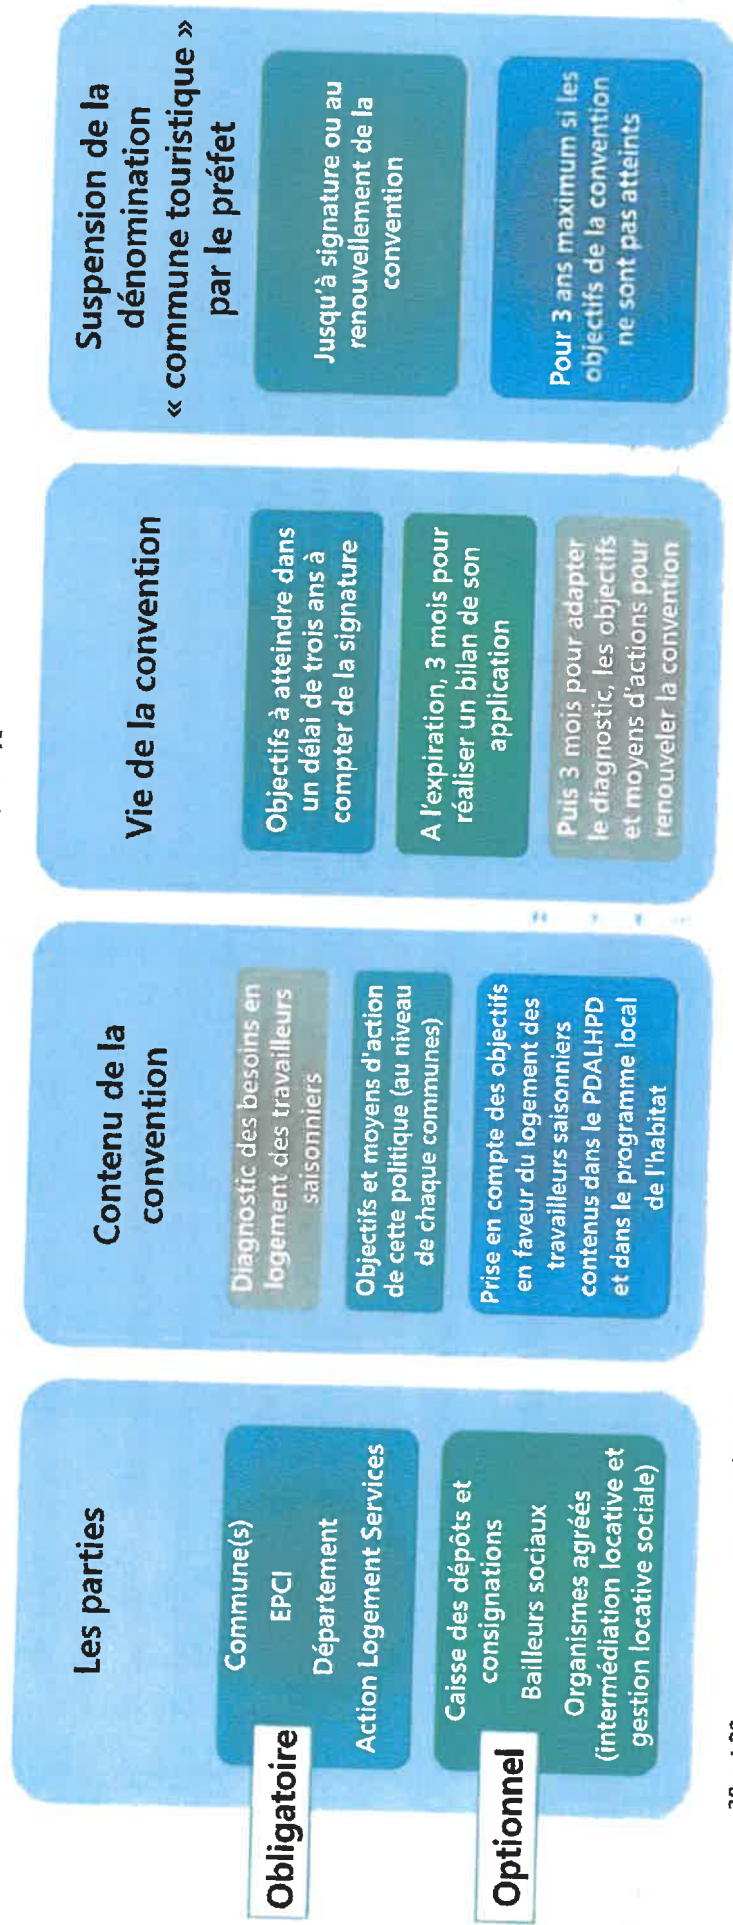 Les parties
Obligatoire
Commune(s)
EPCI
Département
Action Logement Services
Optionnel
Caisse des dépôts et
consignations
Bailleurs sociaux
Organismes agréés
(intermédiation locative et
gestion locative sociale)
Contenu de la
convention
Diagnostic des besoins en
logement des travailleurs
saisonniers
Objectifs et moyens d'action
de cette politique (au niveau
de chaque communes)
Prise en compte des objectifs
en faveur du logement des
travailleurs saisonniers
contenus dans le PDALHPD
et dans le programme local
de l'habitat
Vie de la convention
Objectifs à atteindre dans
un délai de trois ans à
compter de la signature
A l'expiration, 3 mois pour
réaliser un bilan de son
application
Puis 3 mois pour adapter
le diagnostic, les objectifs
et moyens d'actions pour
renouveler la convention
Suspension de la
dénomination
« commune touristique »
par le préfet
Jusqu'à signature ou au
renouvellement de la
convention
Pour 3 ans maximum si les
objectifs de la convention
ne sont pas atteints